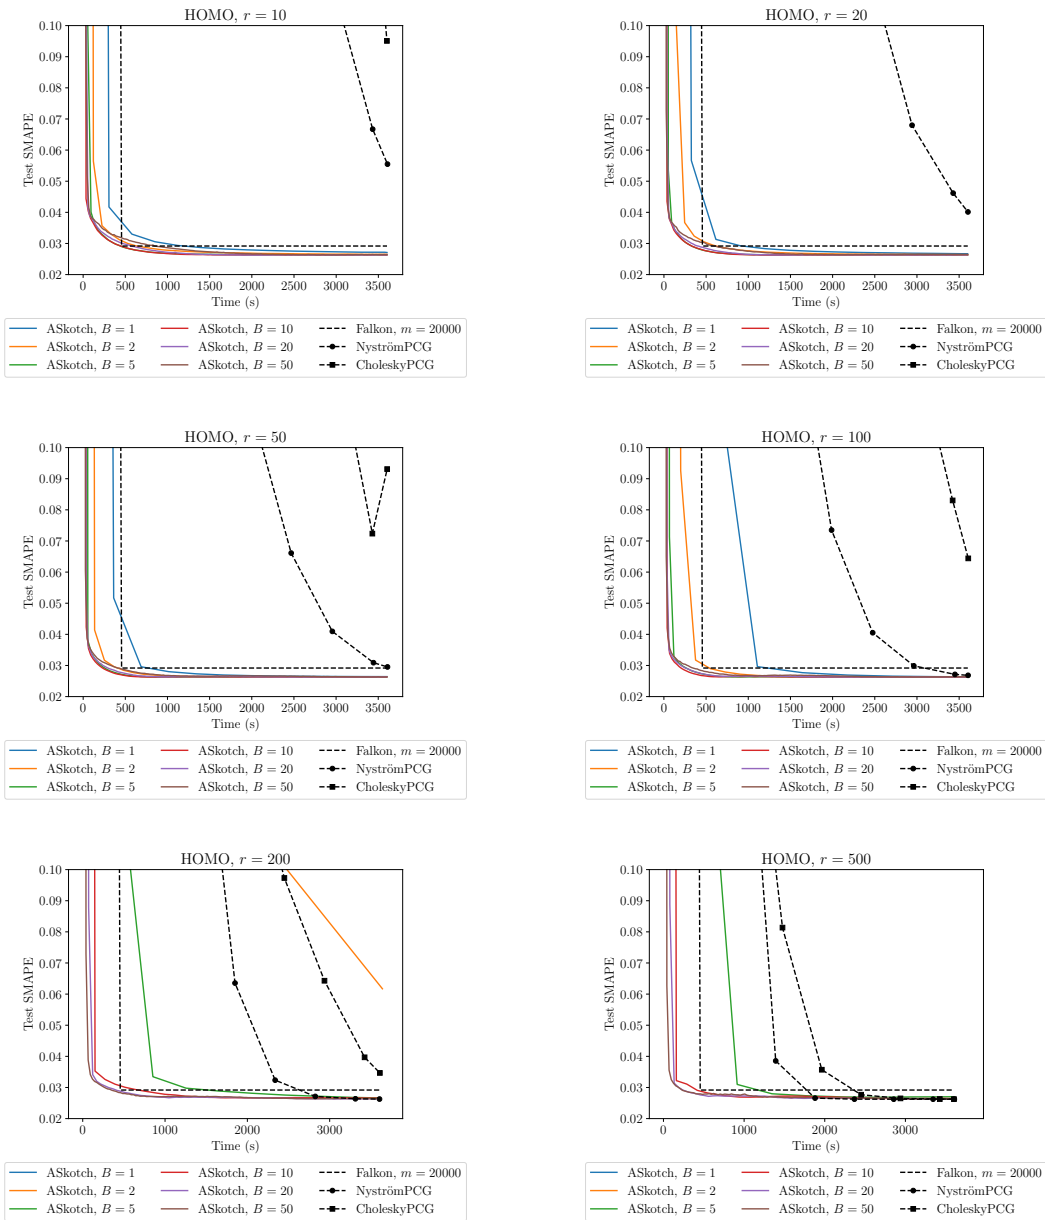 HOMO, r = 10
0.10
0.09
0.08
0.07
0.06
0.05
0.04
0.03
0.02
Test SMAPE
0 500 1000 1500 2000 2500 3000 3500
Time (s)
ASkotch, B = 1 ASkotch, B = 10 Falkon, m = 20000
ASkotch, B = 2 ASkotch, B = 20 NyströmPCG
ASkotch, B = 5 ASkotch, B = 50 CholeskyPCG
HOMO, r = 20
0.10
0.09
0.08
0.07
0.06
0.05
0.04
0.03
0.02
Test SMAPE
0 500 1000 1500 2000 2500 3000 3500
Time (s)
ASkotch, B = 1 ASkotch, B = 10 Falkon, m = 20000
ASkotch, B = 2 ASkotch, B = 20 NyströmPCG
ASkotch, B = 5 ASkotch, B = 50 CholeskyPCG
HOMO, r = 50
0.10
0.09
0.08
0.07
0.06
0.05
0.04
0.03
0.02
Test SMAPE
0 500 1000 1500 2000 2500 3000 3500
Time (s)
ASkotch, B = 1 ASkotch, B = 10 Falkon, m = 20000
ASkotch, B = 2 ASkotch, B = 20 NyströmPCG
ASkotch, B = 5 ASkotch, B = 50 CholeskyPCG
HOMO, r = 100
0.10
0.09
0.08
0.07
0.06
0.05
0.04
0.03
0.02
Test SMAPE
0 500 1000 1500 2000 2500 3000 3500
Time (s)
ASkotch, B = 1 ASkotch, B = 10 Falkon, m = 20000
ASkotch, B = 2 ASkotch, B = 20 NyströmPCG
ASkotch, B = 5 ASkotch, B = 50 CholeskyPCG
HOMO, r = 200
0.10
0.09
0.08
0.07
0.06
0.05
0.04
0.03
0.02
Test SMAPE
0 1000 2000 3000
Time (s)
ASkotch, B = 1 ASkotch, B = 10 Falkon, m = 20000
ASkotch, B = 2 ASkotch, B = 20 NyströmPCG
ASkotch, B = 5 ASkotch, B = 50 CholeskyPCG
HOMO, r = 500
0.10
0.09
0.08
0.07
0.06
0.05
0.04
0.03
0.02
Test SMAPE
0 1000 2000 3000
Time (s)
ASkotch, B = 1 ASkotch, B = 10 Falkon, m = 20000
ASkotch, B = 2 ASkotch, B = 20 NyströmPCG
ASkotch, B = 5 ASkotch, B = 50 CholeskyPCG